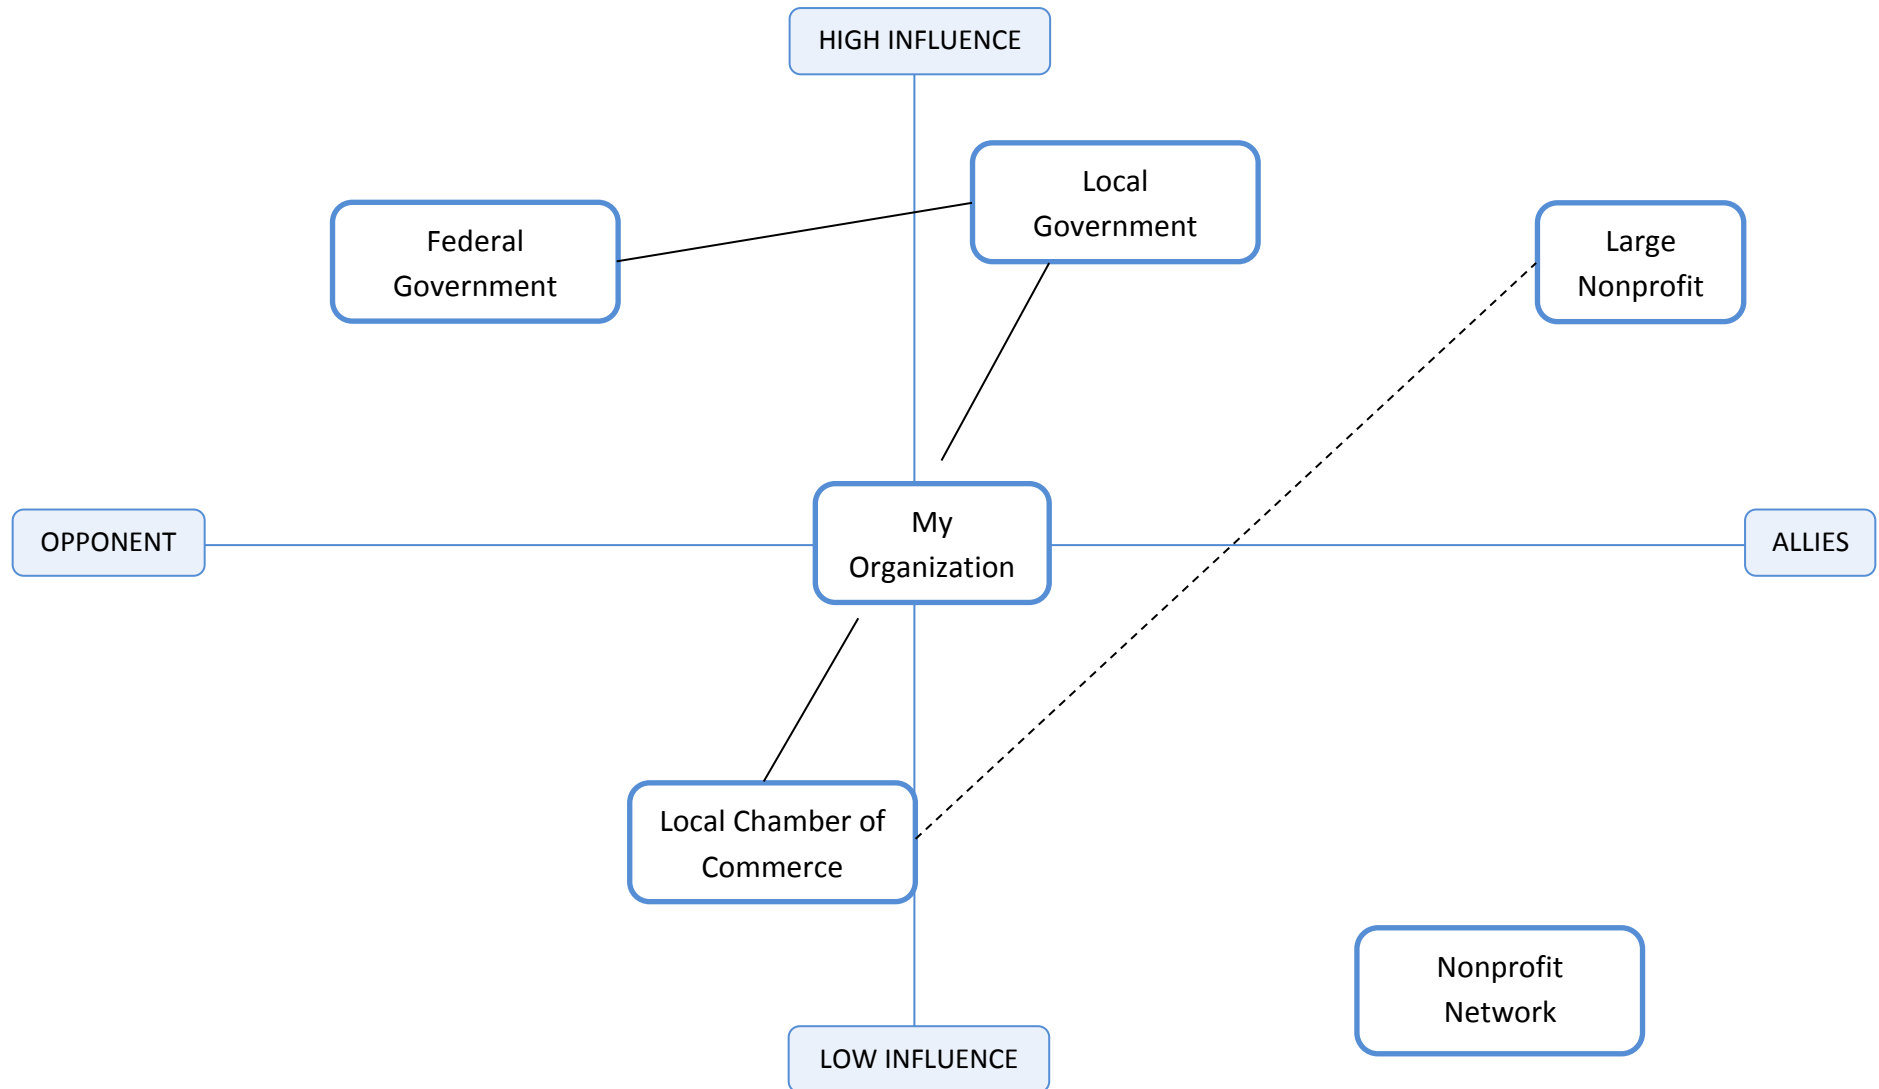 HIGH INFLUENCE
Local
Government
Federal
Government
Large
Nonprofit
OPPONENT
My
Organization
ALLIES
Local Chamber of
Commerce
Nonprofit
Network
LOW INFLUENCE